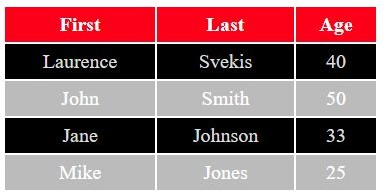 First Last Age
Laurence Svekis 40
John Smith 50
Jane Johnson 33
Mike Jones 25